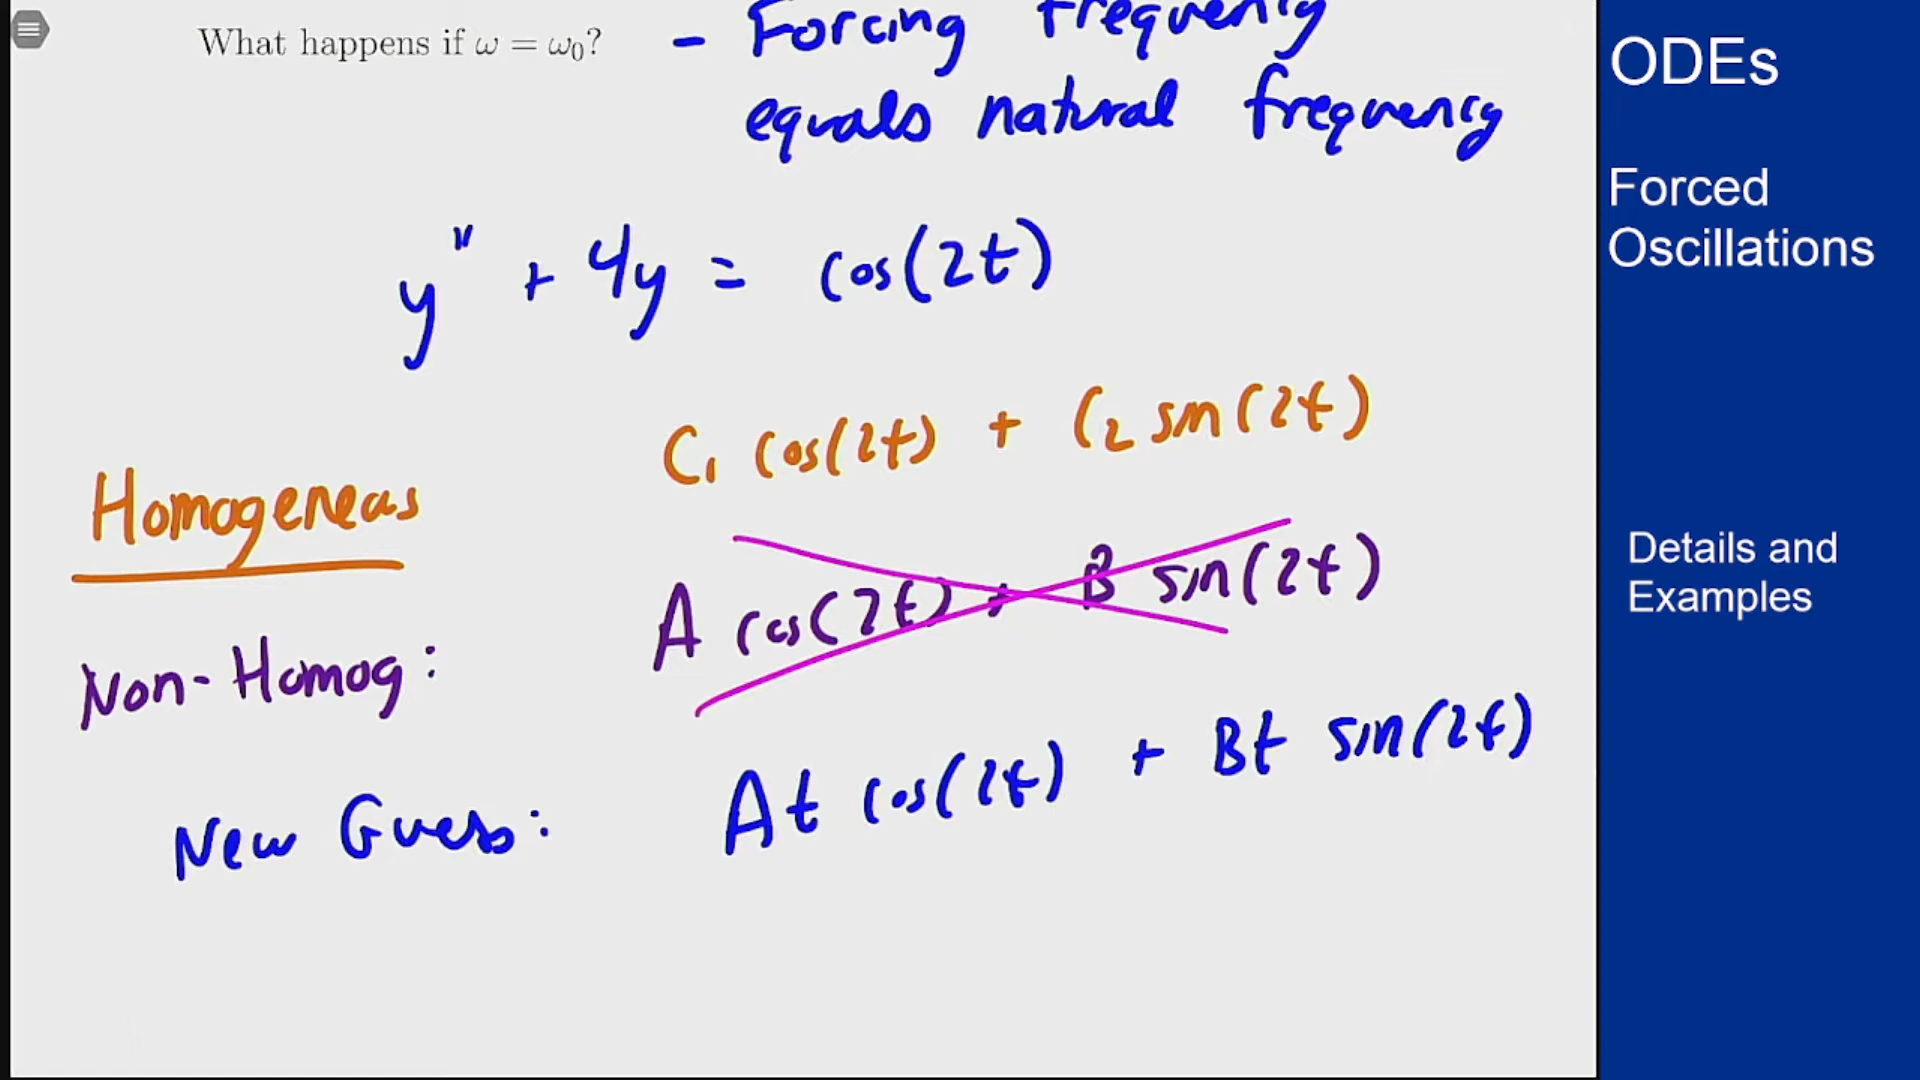 What happens if ω = ω₀?
- Forcing frequency
equals natural frequency
y" + 4y = cos(2t)
C₁ cos(2t) + C₂ sin(2t)
Homogeneous
A cos(2t) + B sin(2t)
Non-Homog:
New Guess: At cos(2t) + Bt sin(2t)
ODEs
Forced
Oscillations
Details and
Examples